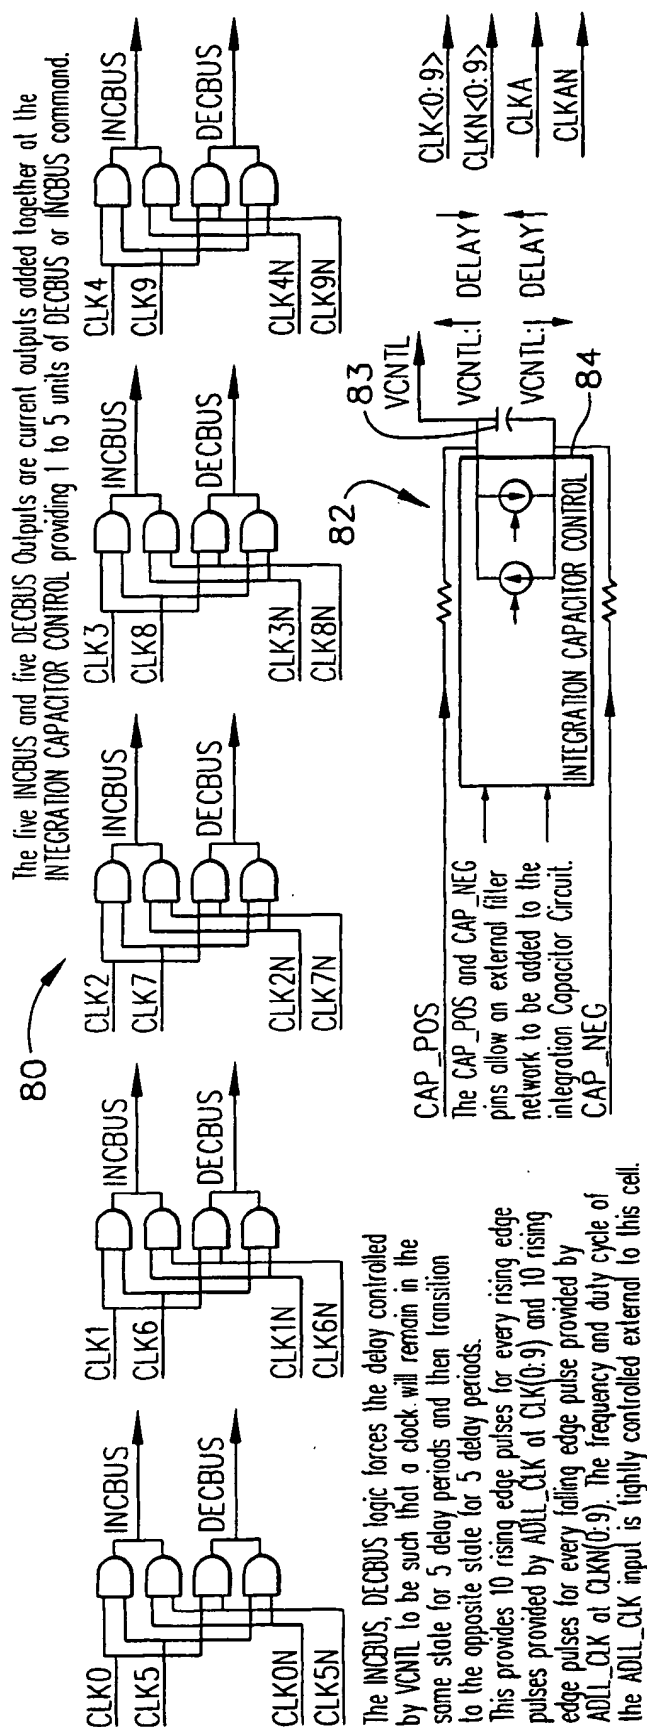 The five INCBUS and five DECBUS Outputs are current outputs added together at the
INTEGRATION CAPACITOR CONTROL providing 1 to 5 units of DECBUS or INCBUS command.
80
CLK0
CLK5
CLK0N
CLK5N
INCBUS
DECBUS
CLK1
CLK6
CLK1N
CLK6N
INCBUS
DECBUS
CLK2
CLK7
CLK2N
CLK7N
INCBUS
DECBUS
CLK3
CLK8
CLK3N
CLK8N
INCBUS
DECBUS
CLK4
CLK9
CLK4N
CLK9N
INCBUS
DECBUS
The INCBUS, DECBUS logic forces the delay controlled
by VCNTL to be such that a clock will remain in the
same state for 5 delay periods and then transition
to the opposite state for 5 delay periods.
This provides 10 rising edge pulses for every rising edge
pulses provided by ADLL_CLK at CLK(0:9) and 10 rising
edge pulses for every falling edge pulse provided by
ADLL_CLK at CLKN(0:9). The frequency and duty cycle of
the ADLL_CLK input is tightly controlled external to this cell.
CAP_POS
The CAP_POS and CAP_NEG
pins allow an external filter
network to be added to the
integration Capacitor Circuit.
CAP_NEG
82
INTEGRATION CAPACITOR CONTROL
83
84
VCNTL
VCNTL: DELAY
VCNTL: DELAY
CLK<0:9>
CLKN<0:9>
CLKA
CLKAN